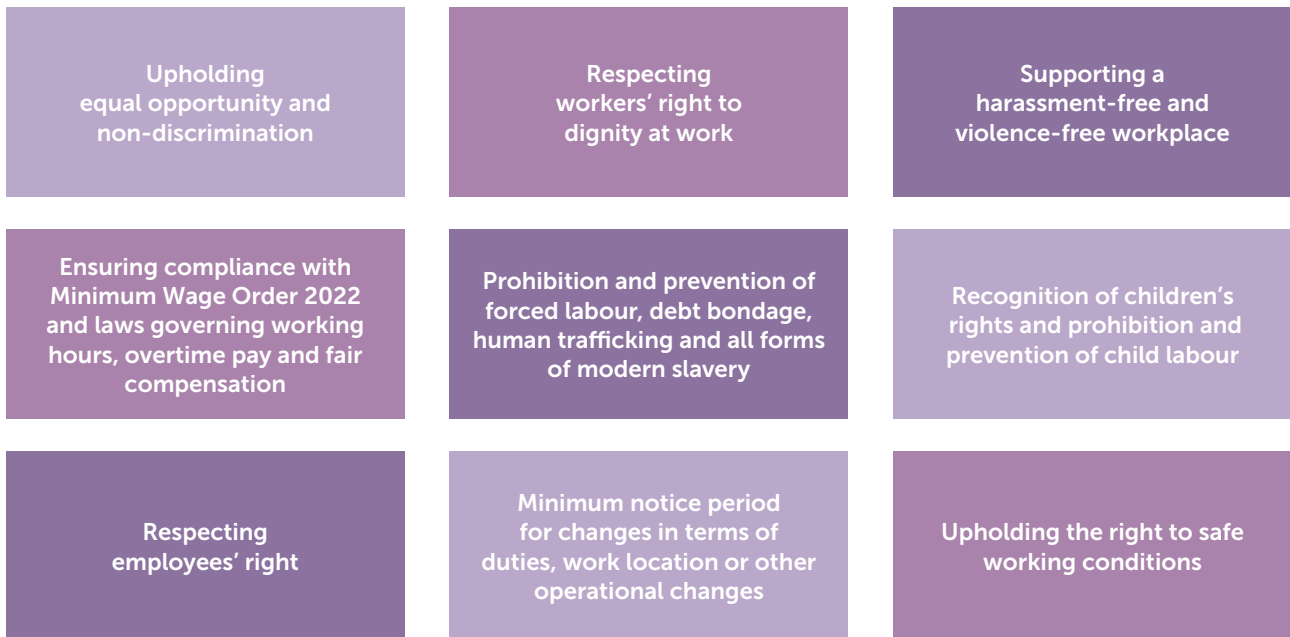 Upholding
equal opportunity and
non-discrimination
Respecting
workers’ right to
dignity at work
Supporting a
harassment-free and
violence-free workplace
Ensuring compliance with
Minimum Wage Order 2022
and laws governing working
hours, overtime pay and fair
compensation
Prohibition and prevention of
forced labour, debt bondage,
human trafficking and all forms
of modern slavery
Recognition of children’s
rights and prohibition and
prevention of child labour
Respecting
employees’ right
Minimum notice period
for changes in terms of
duties, work location or other
operational changes
Upholding the right to safe
working conditions